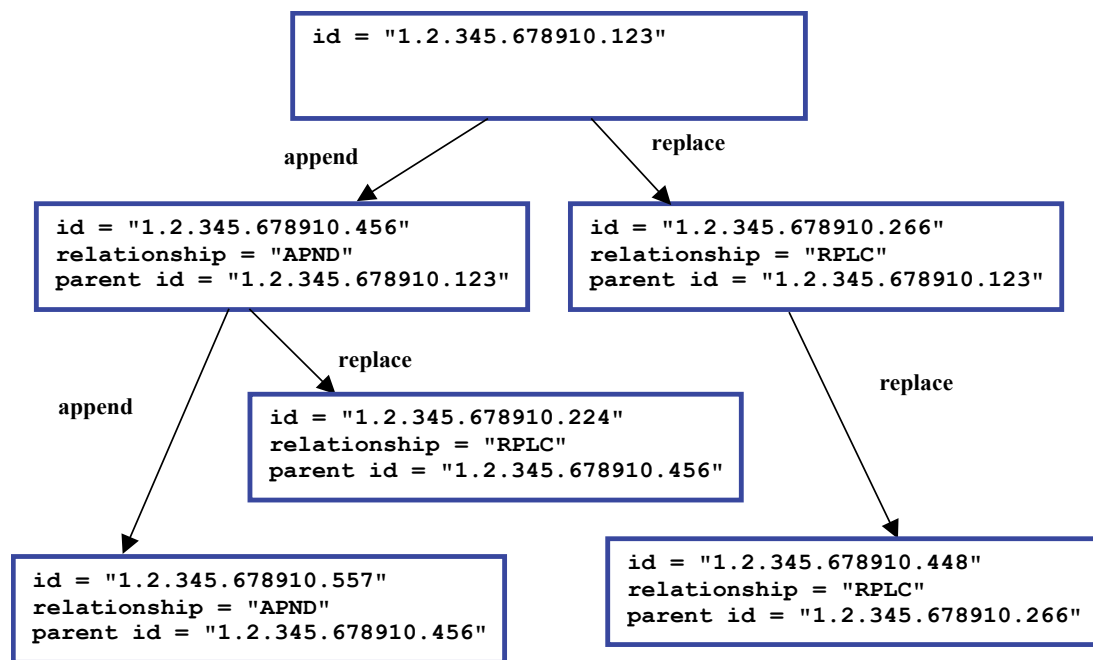 id = "1.2.345.678910.123"
append
replace
id = "1.2.345.678910.456"
relationship = "APND"
parent id = "1.2.345.678910.123"
id = "1.2.345.678910.266"
relationship = "RPLC"
parent id = "1.2.345.678910.123"
append
replace
replace
id = "1.2.345.678910.224"
relationship = "RPLC"
parent id = "1.2.345.678910.456"
id = "1.2.345.678910.557"
relationship = "APND"
parent id = "1.2.345.678910.456"
id = "1.2.345.678910.448"
relationship = "RPLC"
parent id = "1.2.345.678910.266"